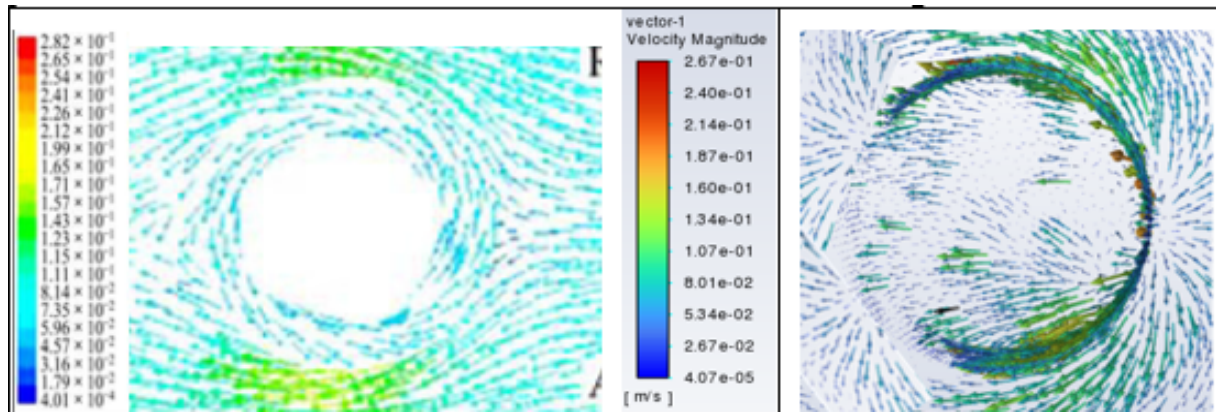 2.82 × 10⁻¹
2.65 × 10⁻¹
2.54 × 10⁻¹
2.41 × 10⁻¹
2.26 × 10⁻¹
2.12 × 10⁻¹
1.99 × 10⁻¹
1.65 × 10⁻¹
1.71 × 10⁻¹
1.57 × 10⁻¹
1.43 × 10⁻¹
1.23 × 10⁻¹
1.15 × 10⁻¹
1.11 × 10⁻¹
8.14 × 10⁻²
7.35 × 10⁻²
5.96 × 10⁻²
4.57 × 10⁻²
3.16 × 10⁻²
1.79 × 10⁻²
4.01 × 10⁻⁴
vector-1
Velocity Magnitude
2.67e-01
2.40e-01
2.14e-01
1.87e-01
1.60e-01
1.34e-01
1.07e-01
8.01e-02
5.34e-02
2.67e-02
4.07e-05
[ m/s ]